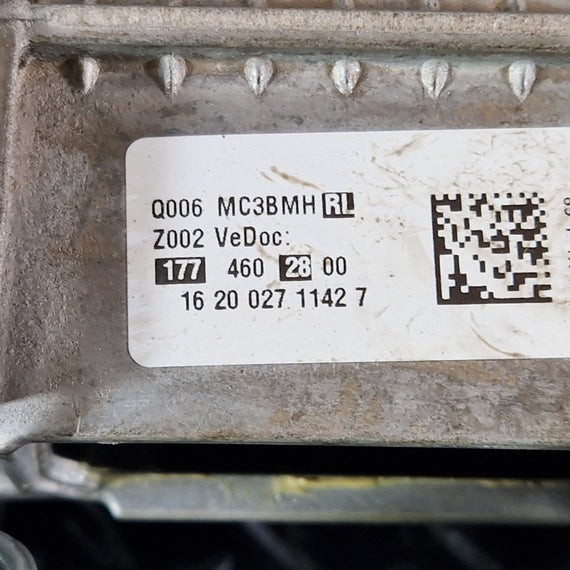 Q006 MC3BMH RL
Z002 VeDoc:
177 460 28 00
16 20 027 1142 7